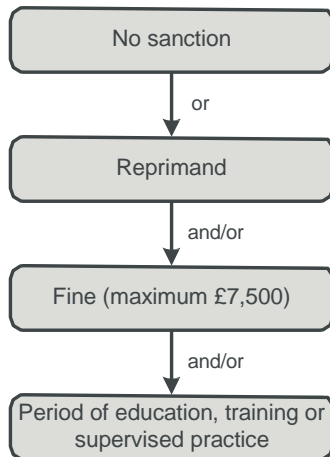 No sanction
or
Reprimand
and/or
Fine (maximum £7,500)
and/or
Period of education, training or
supervised practice